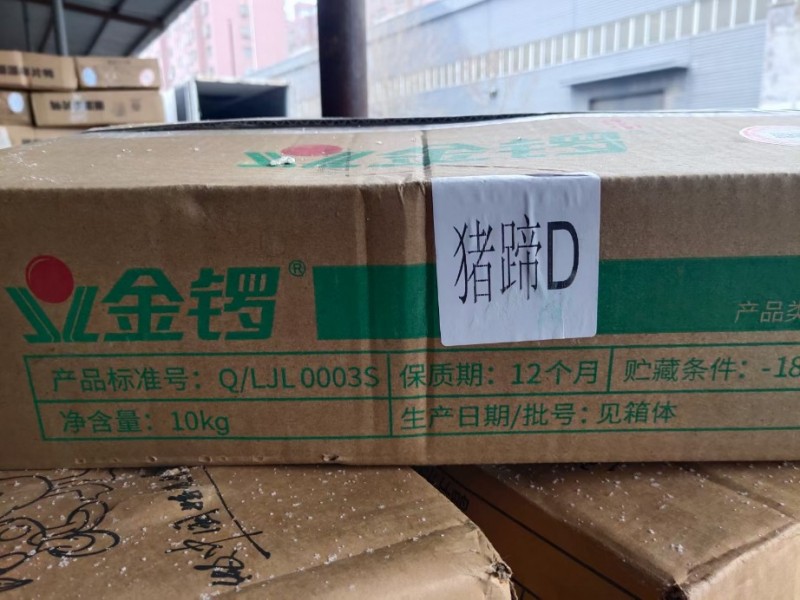 金锣
猪蹄D
金锣®
产品类
产品标准号：Q/LJL 0003S
保质期：12个月
贮藏条件：-18
净含量：10kg
生产日期/批号：见箱体